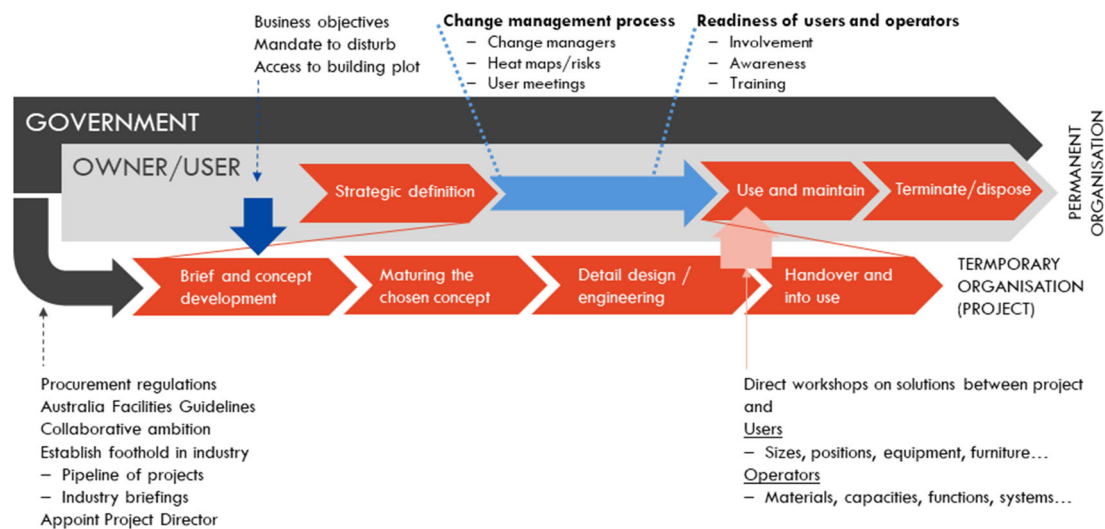 Business objectives
Mandate to disturb
Access to building plot
Change management process
– Change managers
– Heat maps/risks
– User meetings
Readiness of users and operators
– Involvement
– Awareness
– Training
GOVERNMENT
OWNER/USER
Strategic definition
Use and maintain
Terminate/dispose
PERMANENT
ORGANISATION
Brief and concept
development
Maturing the
chosen concept
Detail design /
engineering
Handover and
into use
TERMPORARY
ORGANISATION
(PROJECT)
Procurement regulations
Australia Facilities Guidelines
Collaborative ambition
Establish foothold in industry
– Pipeline of projects
– Industry briefings
Appoint Project Director
Direct workshops on solutions between project
and
Users
– Sizes, positions, equipment, furniture...
Operators
– Materials, capacities, functions, systems...